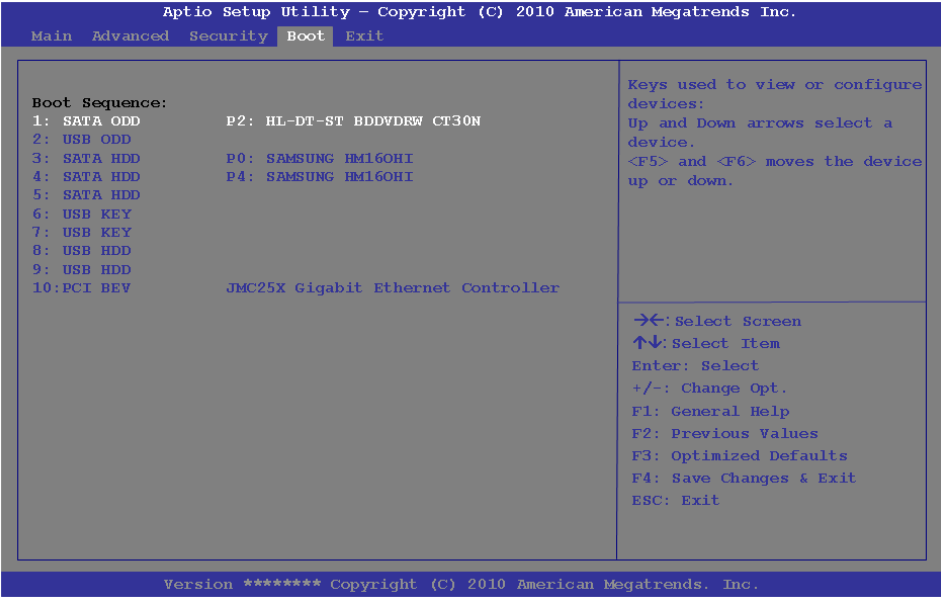 Aptio Setup Utility – Copyright (C) 2010 American Megatrends Inc.
Main Advanced Security Boot Exit
Boot Sequence:
1: SATA ODD P2: HL-DT-ST BDDVDRW CT30N
2: USB ODD
3: SATA HDD P0: SAMSUNG HM160HI
4: SATA HDD P4: SAMSUNG HM160HI
5: SATA HDD
6: USB KEY
7: USB KEY
8: USB HDD
9: USB HDD
10:PCI BEV JMC25X Gigabit Ethernet Controller
Keys used to view or configure
devices:
Up and Down arrows select a
device.
<F5> and <F6> moves the device
up or down.
→←:Select Screen
↑↓:Select Item
Enter: Select
+/-: Change Opt.
F1: General Help
F2: Previous Values
F3: Optimized Defaults
F4: Save Changes & Exit
ESC: Exit
Version ******** Copyright (C) 2010 American Megatrends. Inc.